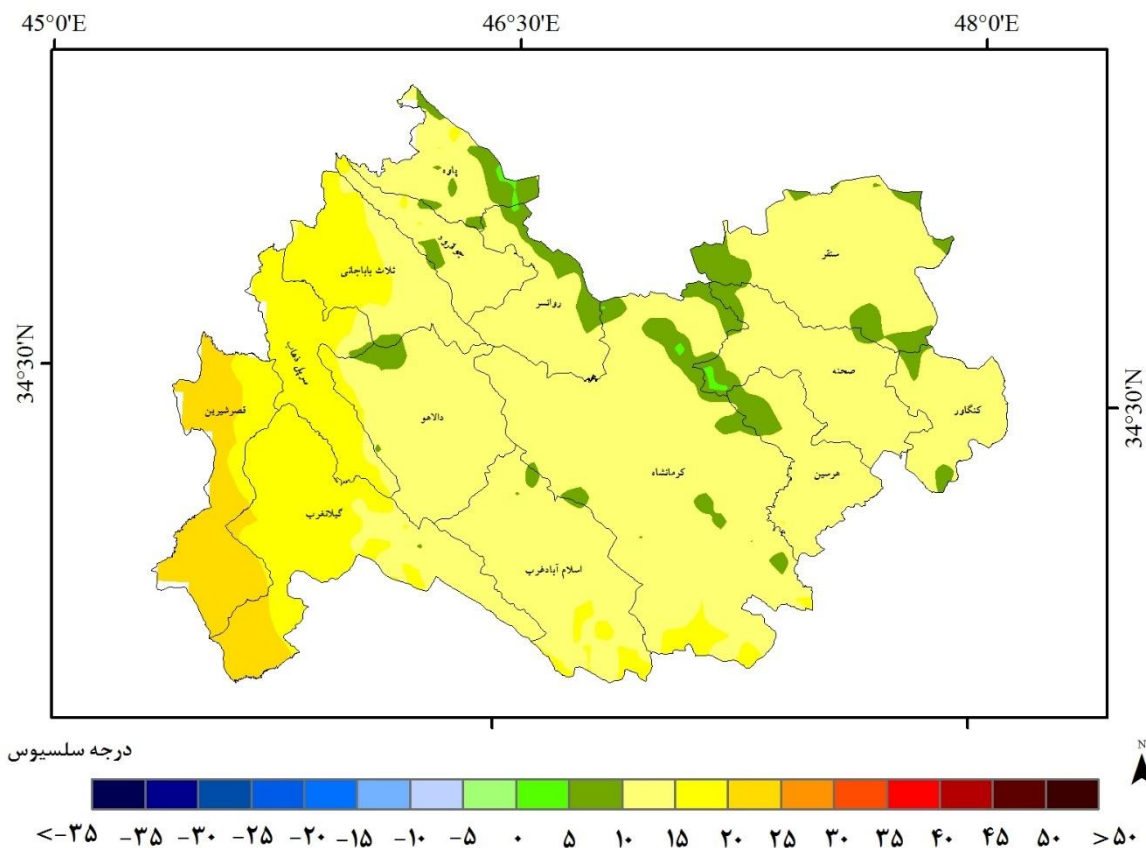 45°0'E 46°30'E 48°0'E
پاوه
سنقر
جوانرود
ثلاث باباجانی
روانسر
34°30'N
سرپل ذهاب
صحنه
34°30'N
قصرشیرین
دالاهو
کنگاور
کرمانشاه
هرسین
گیلانغرب
اسلام آبادغرب
درجه سلسیوس
N
<-۳۵ -۳۵ -۳۰ -۲۵ -۲۰ -۱۵ -۱۰ -۵ ۰ ۵ ۱۰ ۱۵ ۲۰ ۲۵ ۳۰ ۳۵ ۴۰ ۴۵ ۵۰ >۵۰